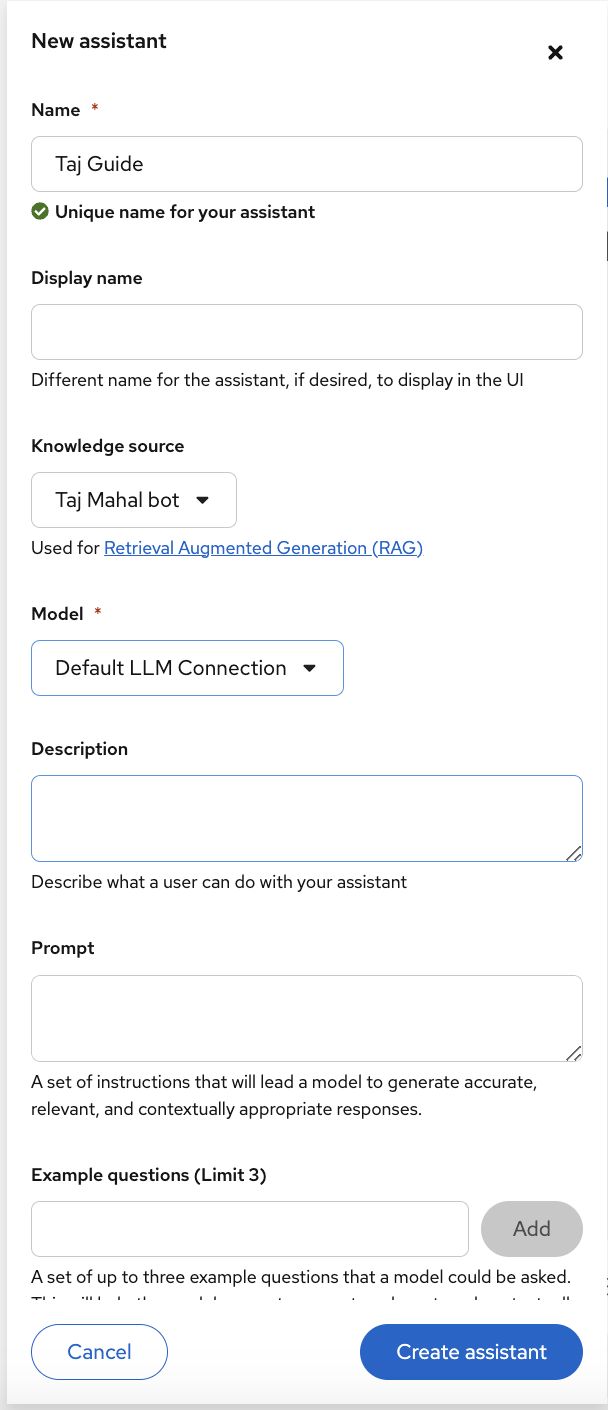 New assistant
Name *
Taj Guide
Unique name for your assistant
Display name
Different name for the assistant, if desired, to display in the UI
Knowledge source
Taj Mahal bot
Used for Retrieval Augmented Generation (RAG)
Model *
Default LLM Connection
Description
Describe what a user can do with your assistant
Prompt
A set of instructions that will lead a model to generate accurate,
relevant, and contextually appropriate responses.
Example questions (Limit 3)
Add
A set of up to three example questions that a model could be asked.
Cancel
Create assistant